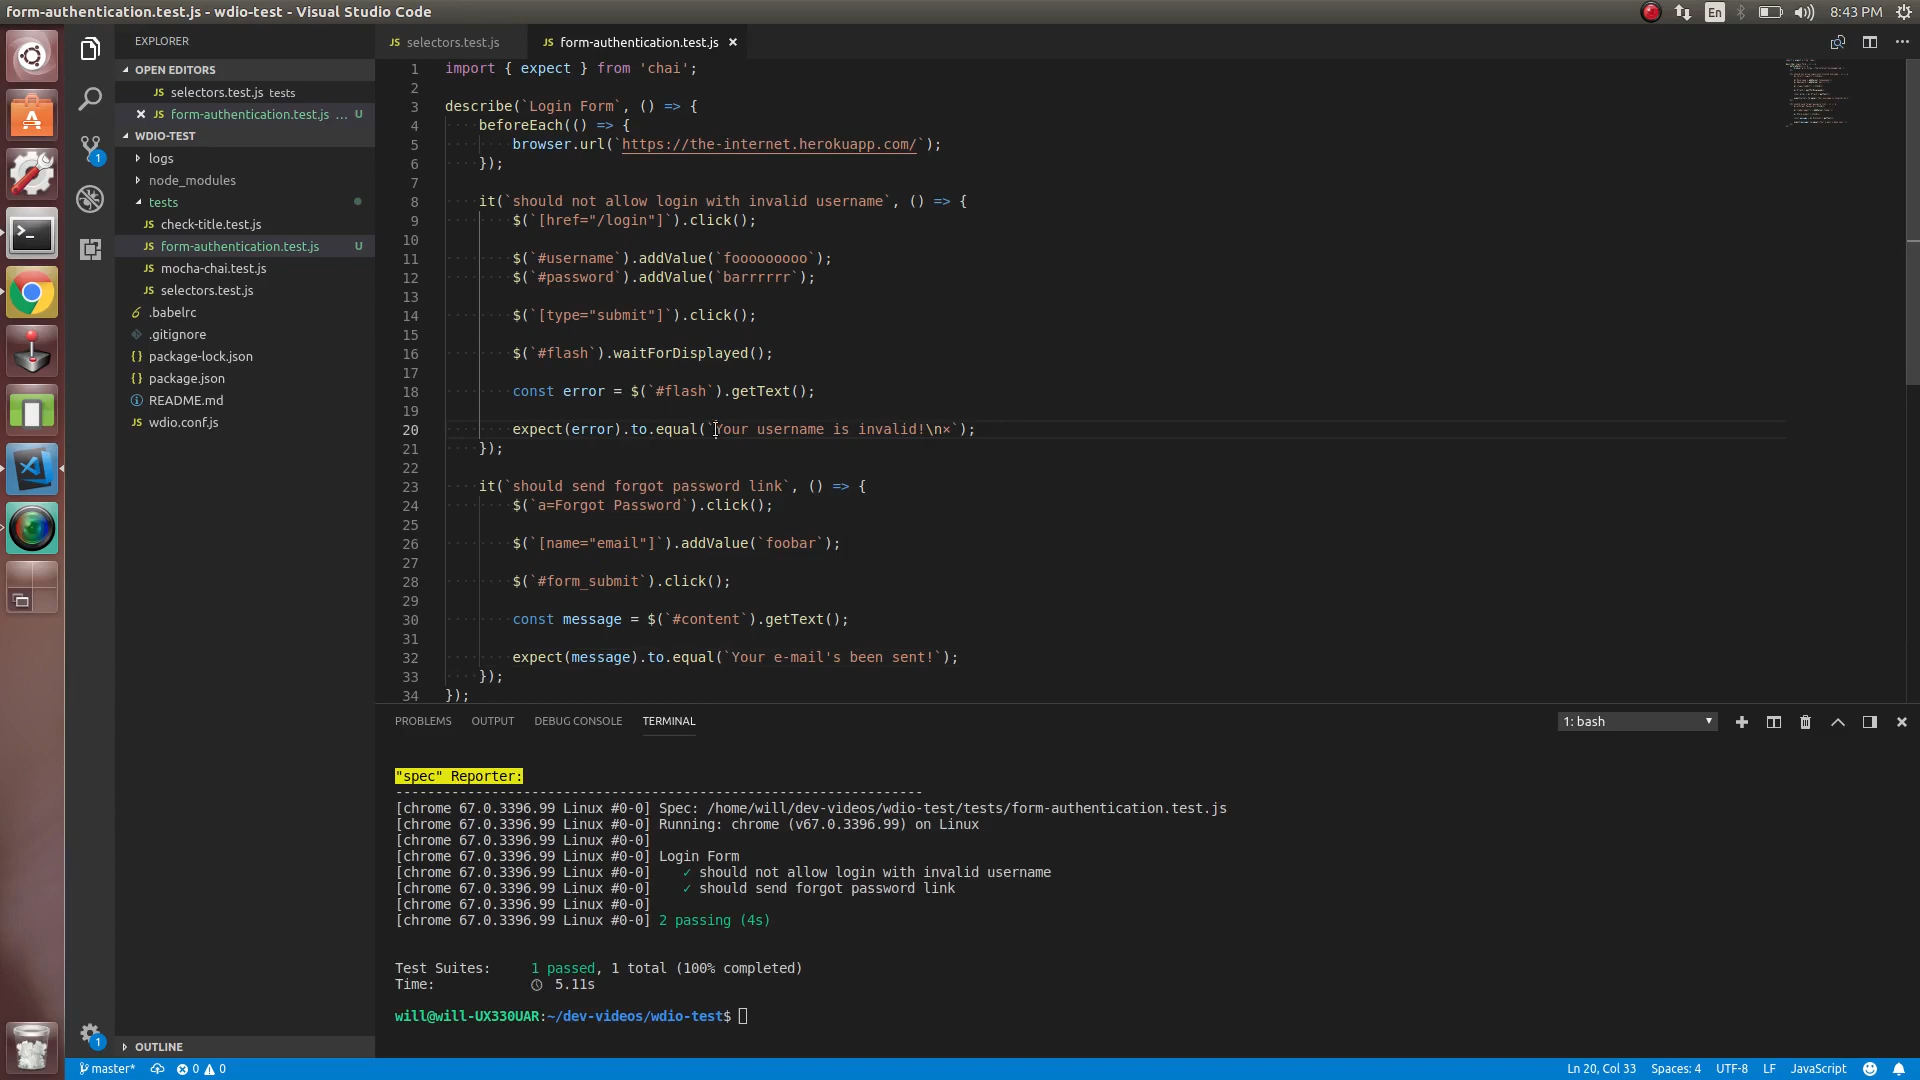 form-authentication.test.js - wdio-test - Visual Studio Code
En
8:43 PM
EXPLORER
OPEN EDITORS
JS selectors.test.js tests
JS form-authentication.test.js ... U
WDIO-TEST
logs
node_modules
tests
JS check-title.test.js
JS form-authentication.test.js U
JS mocha-chai.test.js
JS selectors.test.js
.babelrc
.gitignore
{} package-lock.json
{} package.json
README.md
JS wdio.conf.js
OUTLINE
1
1
JS selectors.test.js
JS form-authentication.test.js
1 import { expect } from 'chai';
2
3 describe(`Login Form`, () => {
4 beforeEach(() => {
5 browser.url(`https://the-internet.herokuapp.com/`);
6 });
7
8 it(`should not allow login with invalid username`, () => {
9 $(`[href="/login"]`).click();
10
11 $(`#username`).addValue(`fooooooooo`);
12 $(`#password`).addValue(`barrrrrr`);
13
14 $(`[type="submit"]`).click();
15
16 $(`#flash`).waitForDisplayed();
17
18 const error = $(`#flash`).getText();
19
20 expect(error).to.equal(`Your username is invalid!\n×`);
21 });
22
23 it(`should send forgot password link`, () => {
24 $(`a=Forgot Password`).click();
25
26 $(`[name="email"]`).addValue(`foobar`);
27
28 $(`#form_submit`).click();
29
30 const message = $(`#content`).getText();
31
32 expect(message).to.equal(`Your e-mail's been sent!`);
33 });
34 });
PROBLEMS OUTPUT DEBUG CONSOLE TERMINAL
1: bash
"spec" Reporter:
------------------------------------------------------------------
[chrome 67.0.3396.99 Linux #0-0] Spec: /home/will/dev-videos/wdio-test/tests/form-authentication.test.js
[chrome 67.0.3396.99 Linux #0-0] Running: chrome (v67.0.3396.99) on Linux
[chrome 67.0.3396.99 Linux #0-0]
[chrome 67.0.3396.99 Linux #0-0] Login Form
[chrome 67.0.3396.99 Linux #0-0] ✓ should not allow login with invalid username
[chrome 67.0.3396.99 Linux #0-0] ✓ should send forgot password link
[chrome 67.0.3396.99 Linux #0-0]
[chrome 67.0.3396.99 Linux #0-0] 2 passing (4s)
Test Suites: 1 passed, 1 total (100% completed)
Time: 5.11s
will@will-UX330UAR:~/dev-videos/wdio-test$
master* 0 0 Ln 20, Col 33 Spaces: 4 UTF-8 LF JavaScript